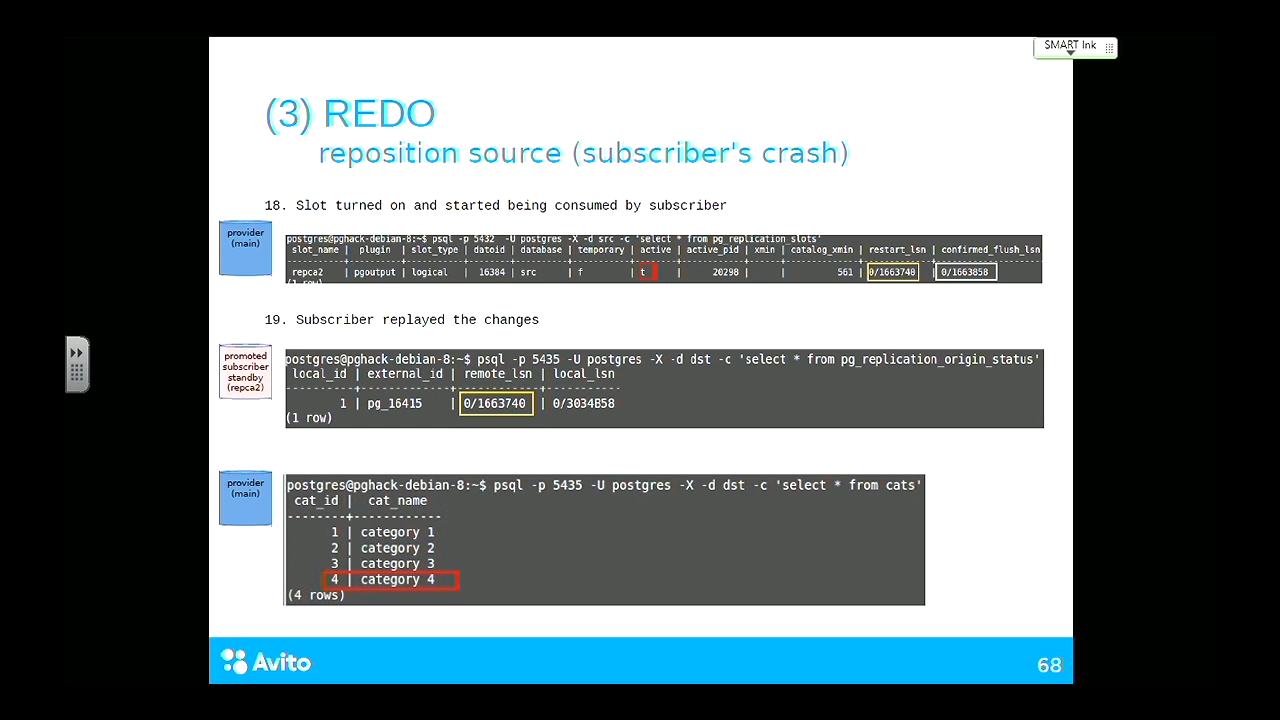 SMART Ink
(3) REDO
reposition source (subscriber's crash)
18. Slot turned on and started being consumed by subscriber
provider
(main)
postgres@pghack-debian-8:~$ psql -p 5432 -U postgres -X -d src -c 'select * from pg_replication_slots'
slot_name | plugin | slot_type | datoid | database | temporary | active | active_pid | xmin | catalog_xmin | restart_lsn | confirmed_flush_lsn
repca2 | pgoutput | logical | 16384 | src | f | t | 20298 | | 561 | 0/1663740 | 0/1663858
(1 row)
19. Subscriber replayed the changes
promoted
subscriber
standby
(repca2)
postgres@pghack-debian-8:~$ psql -p 5435 -U postgres -X -d dst -c 'select * from pg_replication_origin_status'
local_id | external_id | remote_lsn | local_lsn
----------+-------------+------------+-----------
1 | pg_16415 | 0/1663740 | 0/3034B58
(1 row)
provider
(main)
postgres@pghack-debian-8:~$ psql -p 5435 -U postgres -X -d dst -c 'select * from cats'
cat_id | cat_name
--------+------------
1 | category 1
2 | category 2
3 | category 3
4 | category 4
(4 rows)
Avito
68